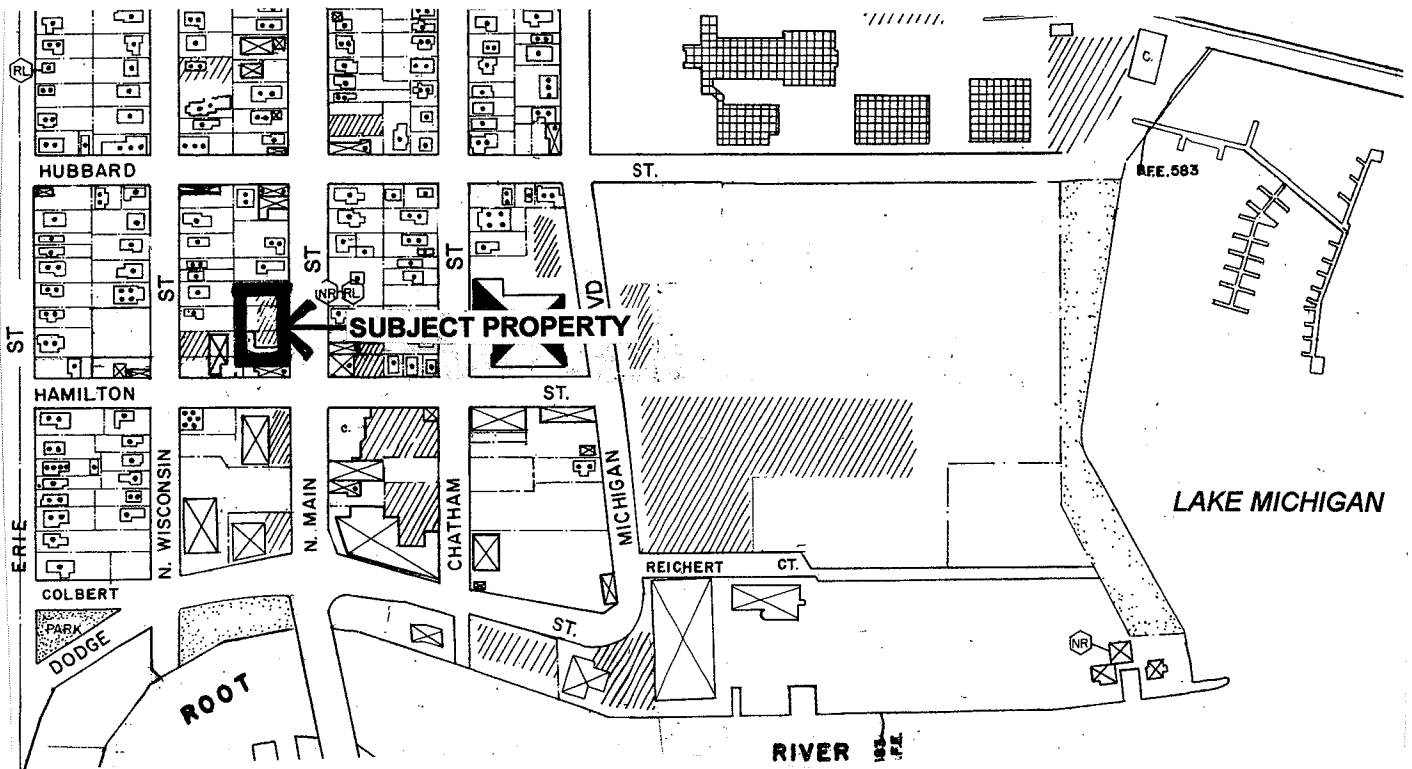 C.
RL
HUBBARD
ST.
B.F.E. 583
ST
ST
ST
NR
RL
VD
ST
SUBJECT PROPERTY
HAMILTON
ST.
C.
ERIE
N. WISCONSIN
N. MAIN
CHATHAM
MICHIGAN
LAKE MICHIGAN
REICHERT
CT.
COLBERT
PARK
DODGE
ST.
NR
ROOT
RIVER